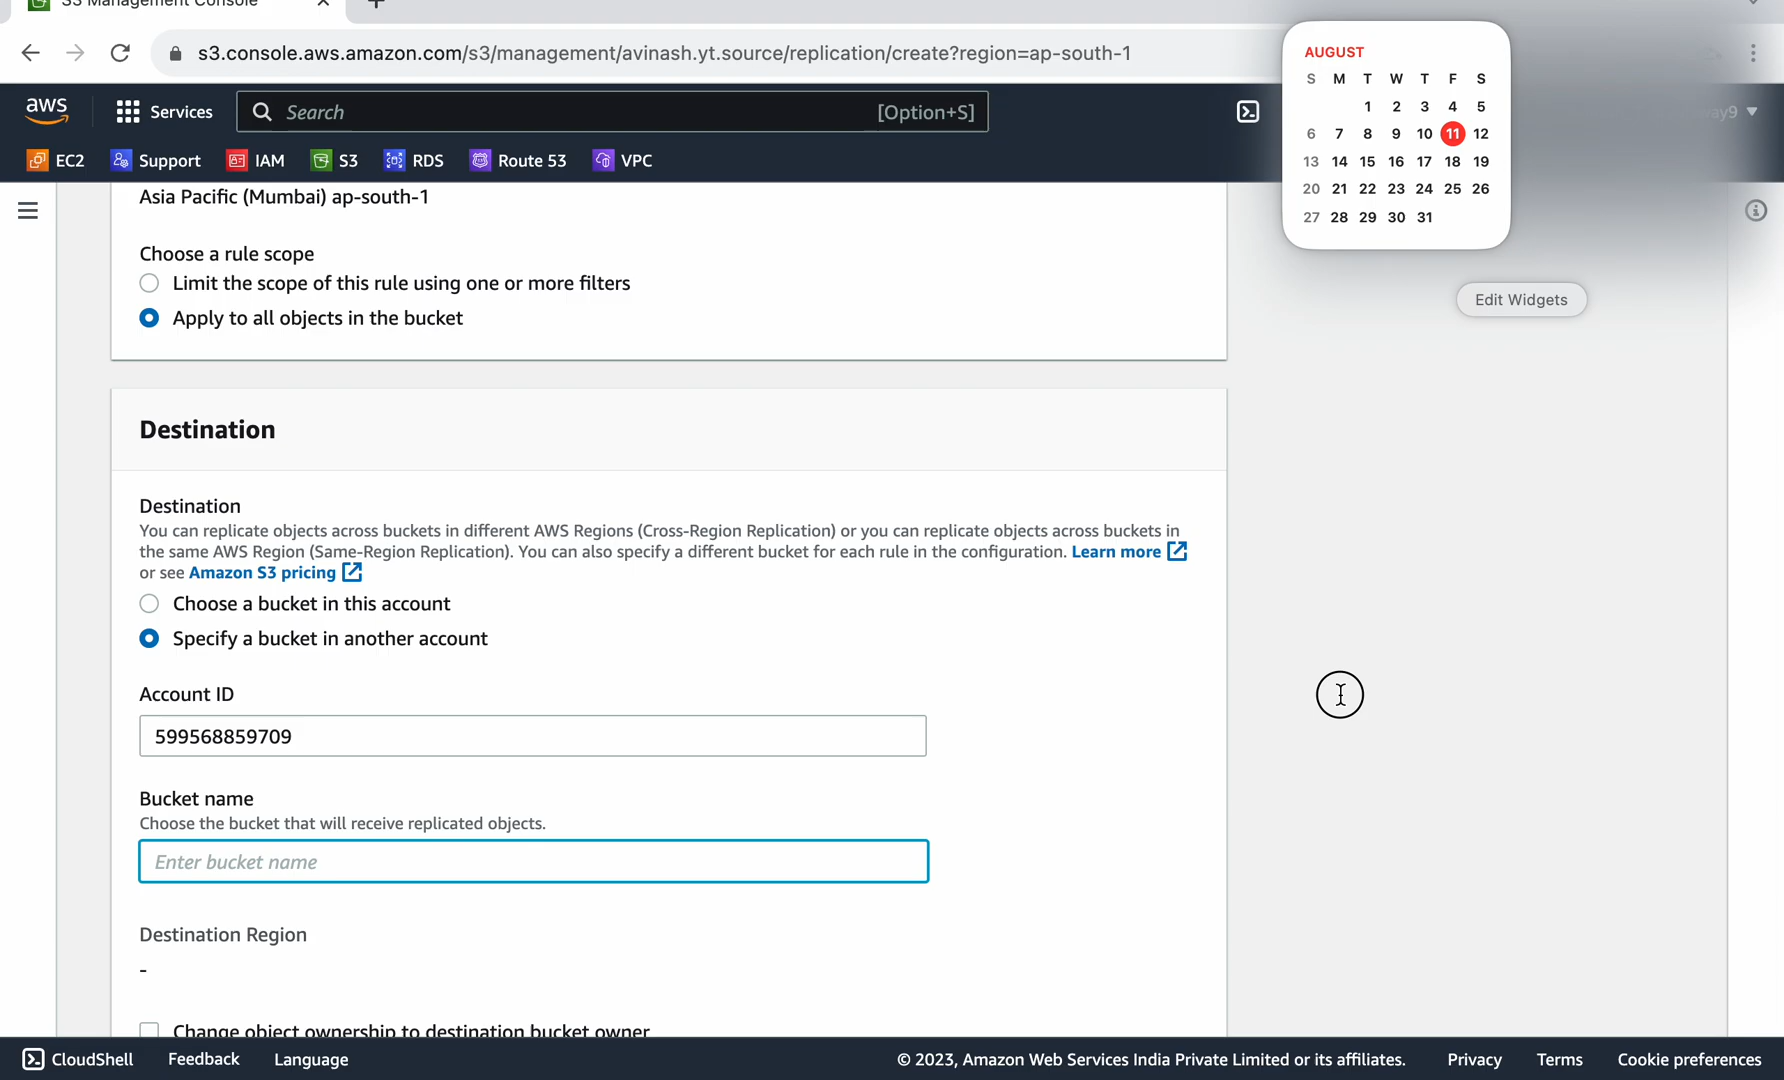 S3 Management Console
s3.console.aws.amazon.com/s3/management/avinash.yt.source/replication/create?region=ap-south-1
aws
Services
Search
[Option+S]
EC2
Support
IAM
S3
RDS
Route 53
VPC
AUGUST
S M T W T F S
1 2 3 4 5
6 7 8 9 10 11 12
13 14 15 16 17 18 19
20 21 22 23 24 25 26
27 28 29 30 31
Edit Widgets
Asia Pacific (Mumbai) ap-south-1
Choose a rule scope
Limit the scope of this rule using one or more filters
Apply to all objects in the bucket
Destination
Destination
You can replicate objects across buckets in different AWS Regions (Cross-Region Replication) or you can replicate objects across buckets in
the same AWS Region (Same-Region Replication). You can also specify a different bucket for each rule in the configuration. Learn more
or see Amazon S3 pricing
Choose a bucket in this account
Specify a bucket in another account
Account ID
599568859709
Bucket name
Choose the bucket that will receive replicated objects.
Enter bucket name
Destination Region
-
Change object ownership to destination bucket owner
CloudShell
Feedback
Language
© 2023, Amazon Web Services India Private Limited or its affiliates.
Privacy
Terms
Cookie preferences